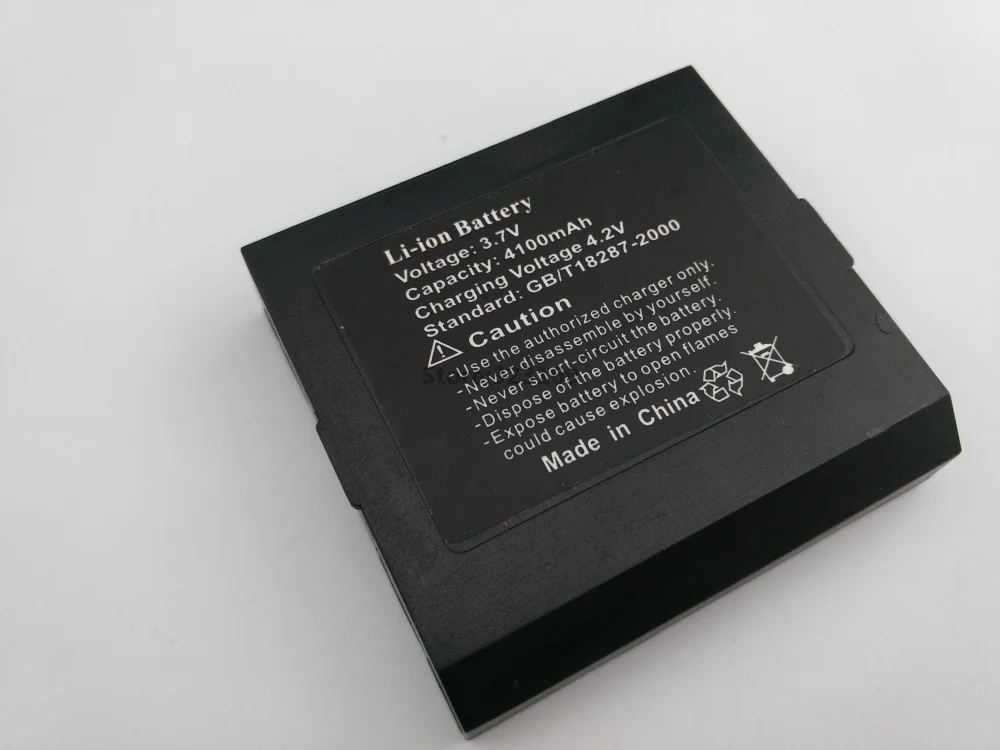 Li-ion Battery
Voltage: 3.7V
Capacity: 4100mAh
Charging Voltage 4.2V
Standard: GB/T18287-2000
Caution
-Use the authorized charger only.
-Never disassemble by yourself.
-Never short-circuit the battery.
-Dispose of the battery properly.
-Expose battery to open flames
could cause explosion.
Made in China